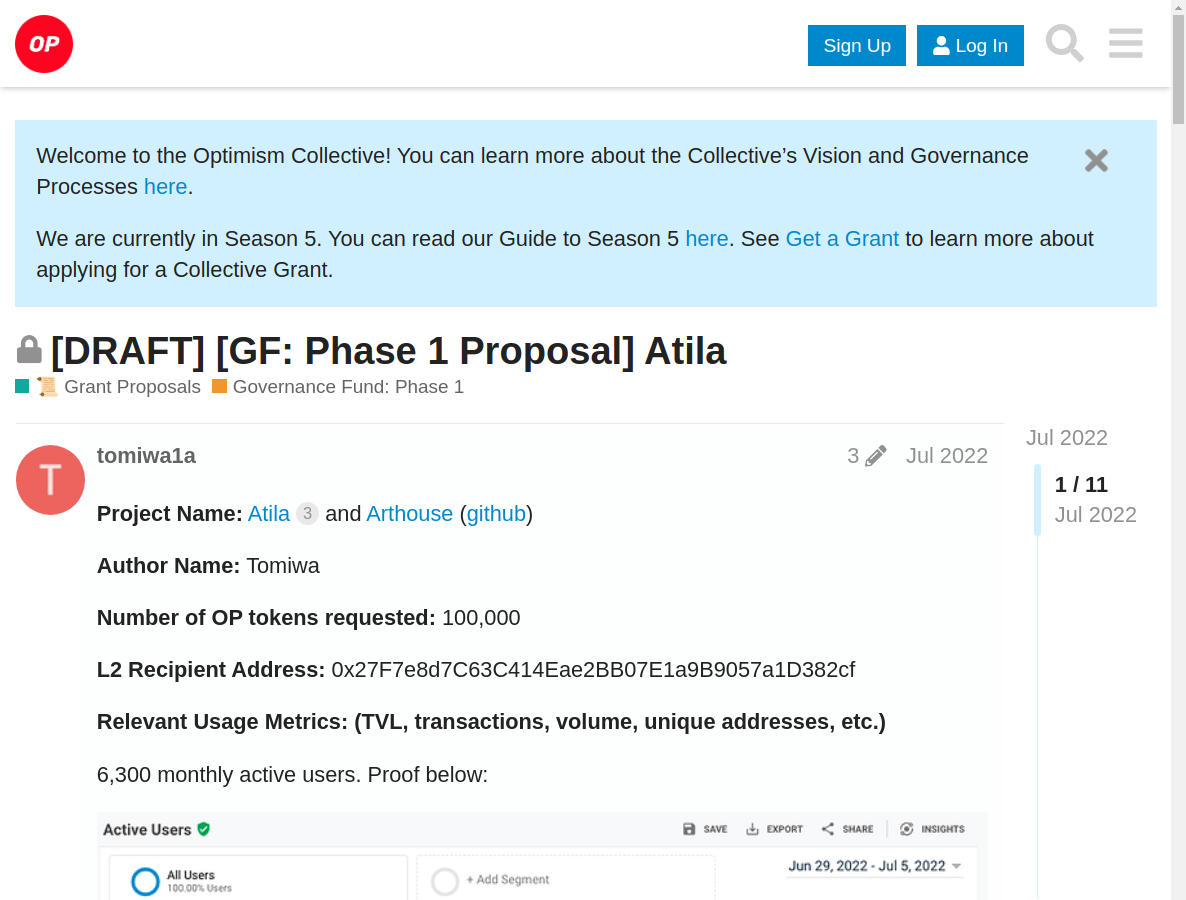 OP
Sign Up
Log In
Welcome to the Optimism Collective! You can learn more about the Collective’s Vision and Governance
Processes here.
We are currently in Season 5. You can read our Guide to Season 5 here. See Get a Grant to learn more about
applying for a Collective Grant.
[DRAFT] [GF: Phase 1 Proposal] Atila
Grant Proposals Governance Fund: Phase 1
Jul 2022
T
tomiwa1a 3 Jul 2022
1 / 11
Jul 2022
Project Name: Atila 3 and Arthouse (github)
Author Name: Tomiwa
Number of OP tokens requested: 100,000
L2 Recipient Address: 0x27F7e8d7C63C414Eae2BB07E1a9B9057a1D382cf
Relevant Usage Metrics: (TVL, transactions, volume, unique addresses, etc.)
6,300 monthly active users. Proof below:
Active Users SAVE EXPORT SHARE INSIGHTS
Jun 29, 2022 - Jul 5, 2022
All Users
100.00% Users
+ Add Segment